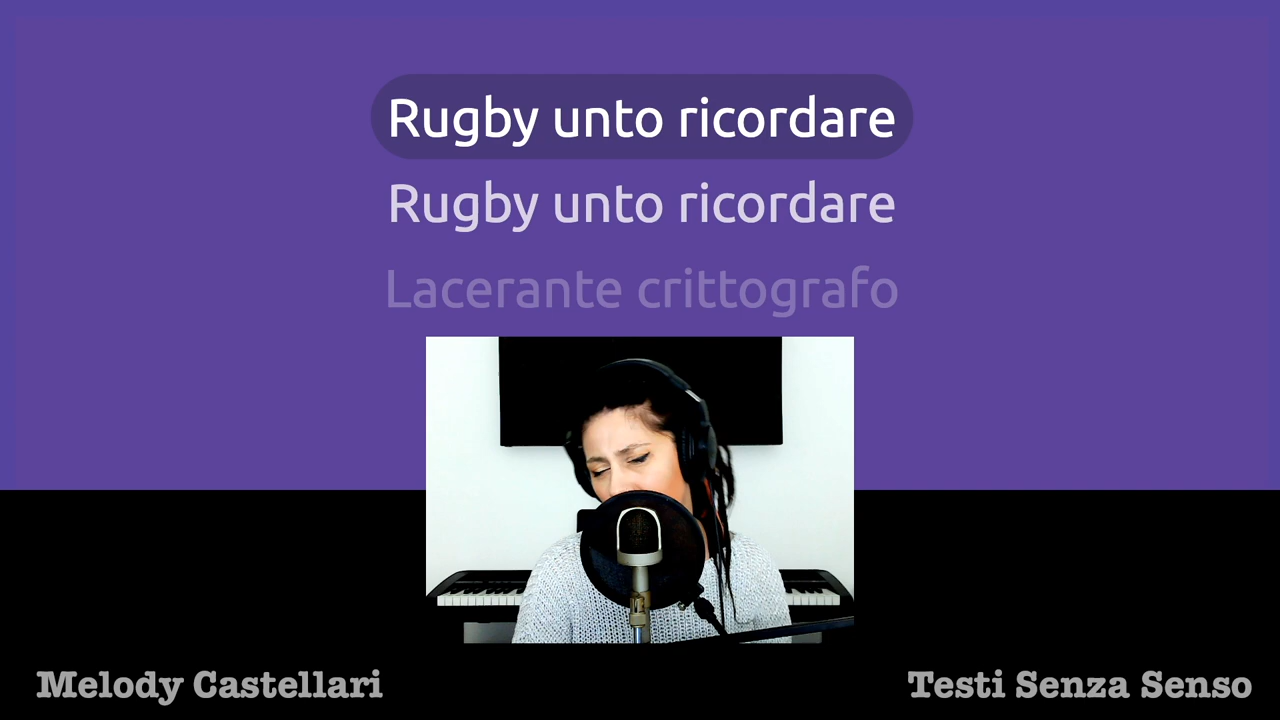 Rugby unto ricordare
Rugby unto ricordare
Lacerante crittografo
Melody Castellari
Testi Senza Senso